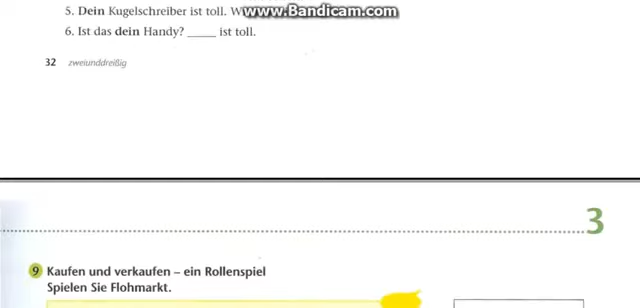 5. Dein Kugelschreiber ist toll.
www.Bandicam.com
6. Ist das dein Handy? _____ ist toll.
32 zweiunddreißig
3
9 Kaufen und verkaufen – ein Rollenspiel
Spielen Sie Flohmarkt.